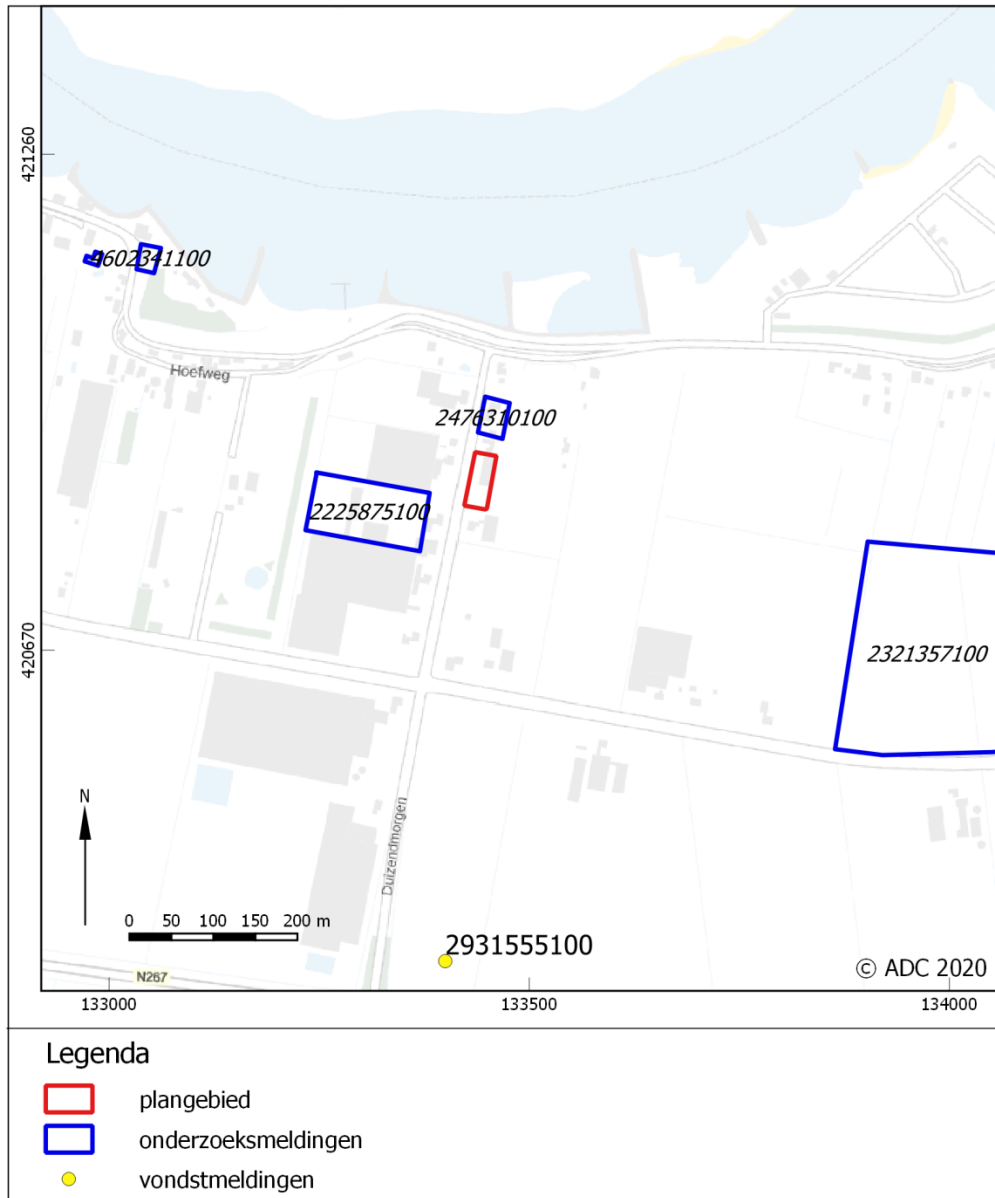 421260
4602341100
Hoefweg
2476310100
2225875100
420670
2321357100
N
Duizendmorgen
0 50 100 150 200 m
2931555100
© ADC 2020
N267
133000 133500 134000
Legenda
plangebied
onderzoeksmeldingen
vondstmeldingen